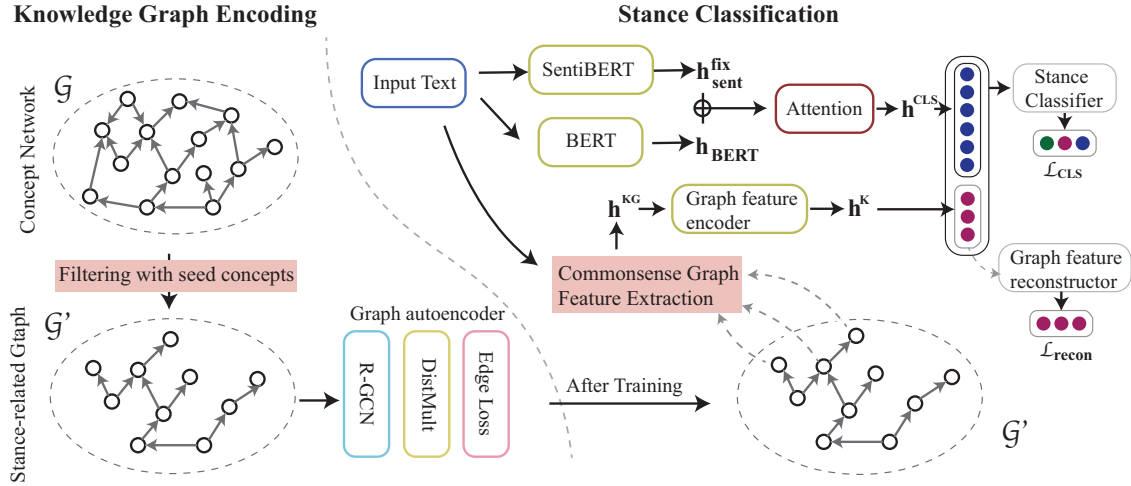 Knowledge Graph Encoding
Stance Classification
𝒢
Concept Network
Filtering with seed concepts
𝒢'
Stance-related Gtaph
Graph autoencoder
R-GCN
DistMult
Edge Loss
After Training
𝒢'
Input Text
SentiBERT
h^fix_sent
BERT
h_BERT
Attention
h^CLS
Stance
Classifier
ℒ_CLS
h^KG
Graph feature
encoder
h^K
Commonsense Graph
Feature Extraction
Graph feature
reconstructor
ℒ_recon